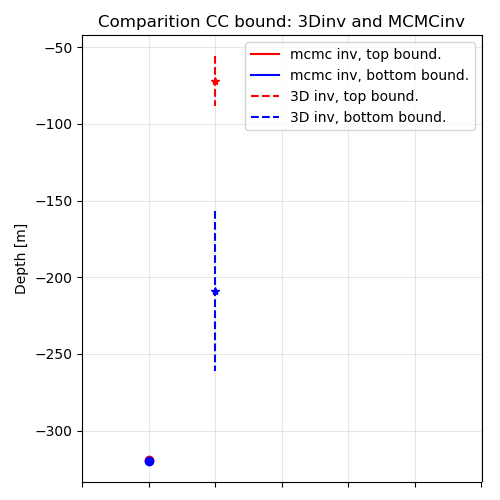 Comparition CC bound: 3Dinv and MCMCinv
mcmc inv, top bound.
mcmc inv, bottom bound.
3D inv, top bound.
3D inv, bottom bound.
Depth [m]
−50
−100
−150
−200
−250
−300